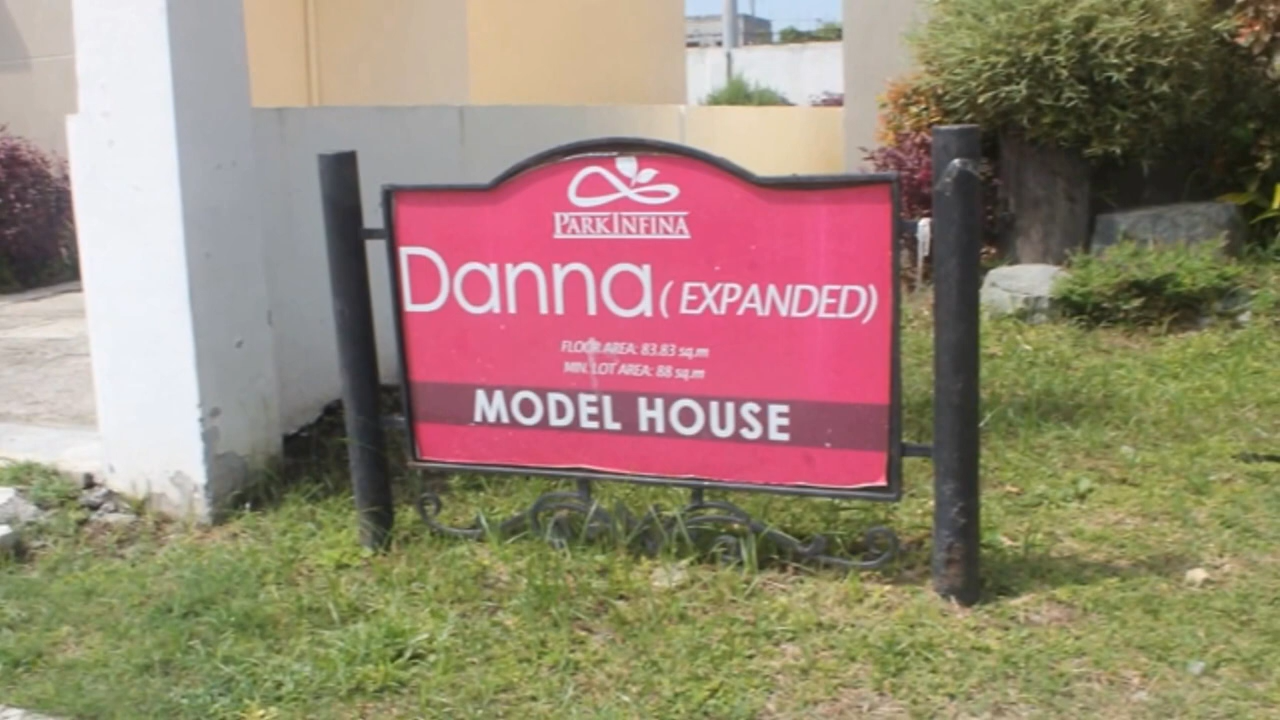 PARKINFINA
Danna ( EXPANDED)
FLOOR AREA: 83.83 sq.m
MIN. LOT AREA: 88 sq.m
MODEL HOUSE